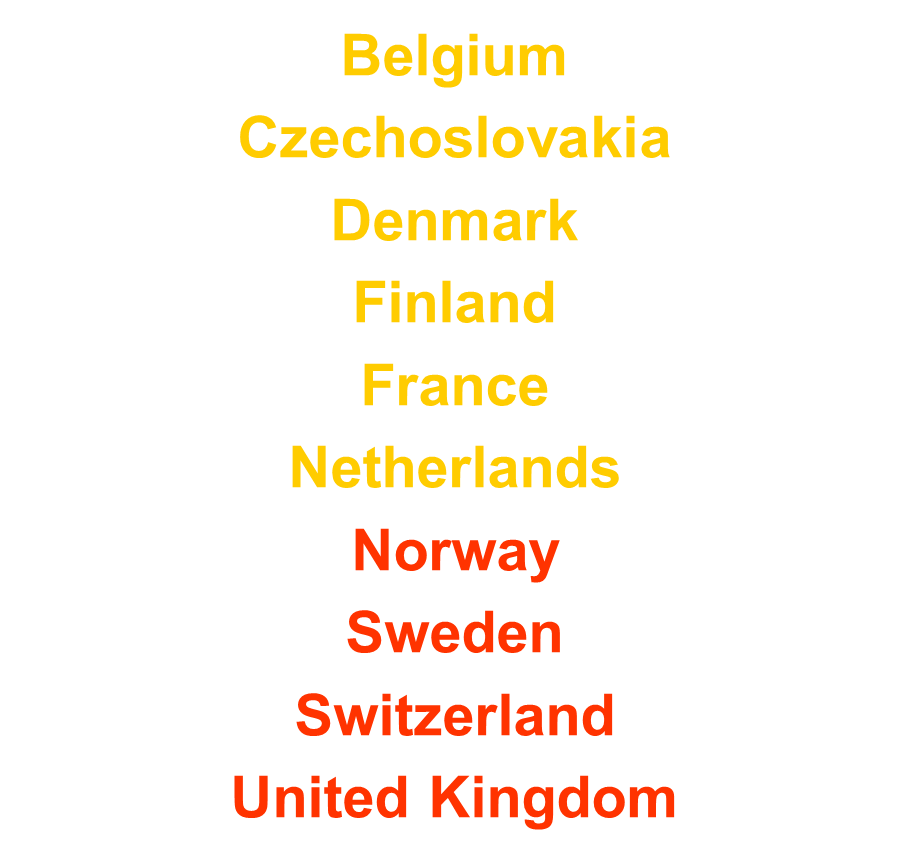 Belgium
Czechoslovakia
Denmark
Finland
France
Netherlands
Norway
Sweden
Switzerland
United Kingdom